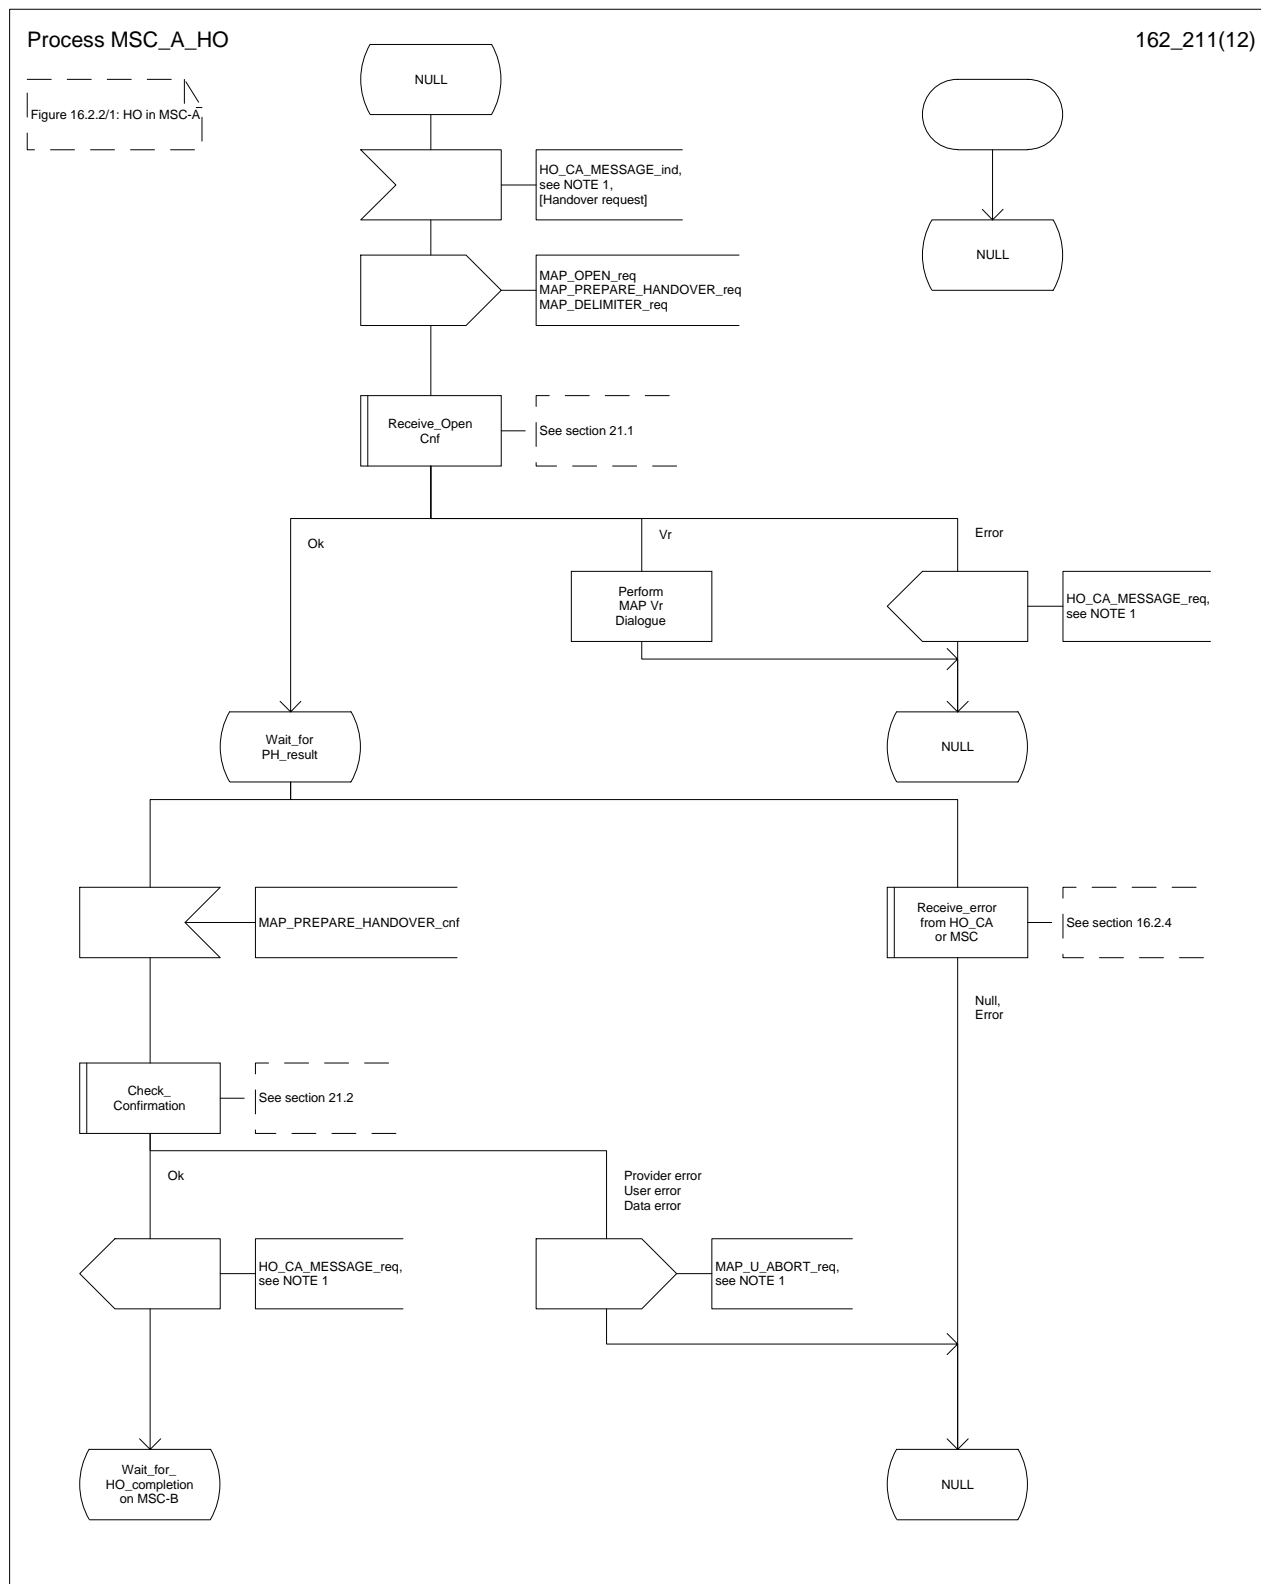 Process MSC_A_HO
162_211(12)
Figure 16.2.2/1: HO in MSC-A
NULL
HO_CA_MESSAGE_ind,
see NOTE 1,
[Handover request]
NULL
MAP_OPEN_req
MAP_PREPARE_HANDOVER_req
MAP_DELIMITER_req
Receive_Open
Cnf
See section 21.1
Ok
Vr
Error
Perform
MAP Vr
Dialogue
HO_CA_MESSAGE_req,
see NOTE 1
Wait_for
PH_result
NULL
MAP_PREPARE_HANDOVER_cnf
Receive_error
from HO_CA
or MSC
See section 16.2.4
Null,
Error
Check_
Confirmation
See section 21.2
Ok
Provider error
User error
Data error
HO_CA_MESSAGE_req,
see NOTE 1
MAP_U_ABORT_req,
see NOTE 1
Wait_for_
HO_completion
on MSC-B
NULL